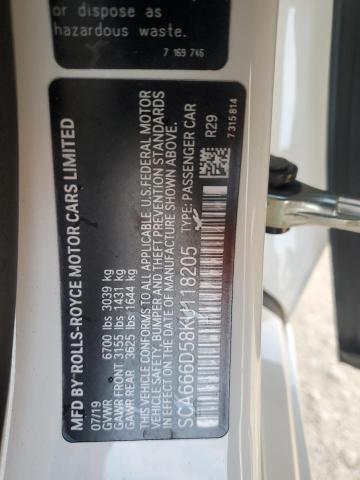 or dispose as
hazardous waste.
7 169 746
MFD BY ROLLS-ROYCE MOTOR CARS LIMITED
07/19
GVWR 6700 lbs 3039 kg
GAWR FRONT 3155 lbs 1431 kg
GAWR REAR 3625 lbs 1644 kg
THIS VEHICLE CONFORMS TO ALL APPLICABLE U.S.FEDERAL MOTOR
VEHICLE SAFETY, BUMPER AND THEFT PREVENTION STANDARDS
IN EFFECT ON THE DATE OF MANUFACTURE SHOWN ABOVE.
SCA666D58KU118205 TYPE: PASSENGER CAR
R29
7 315 814